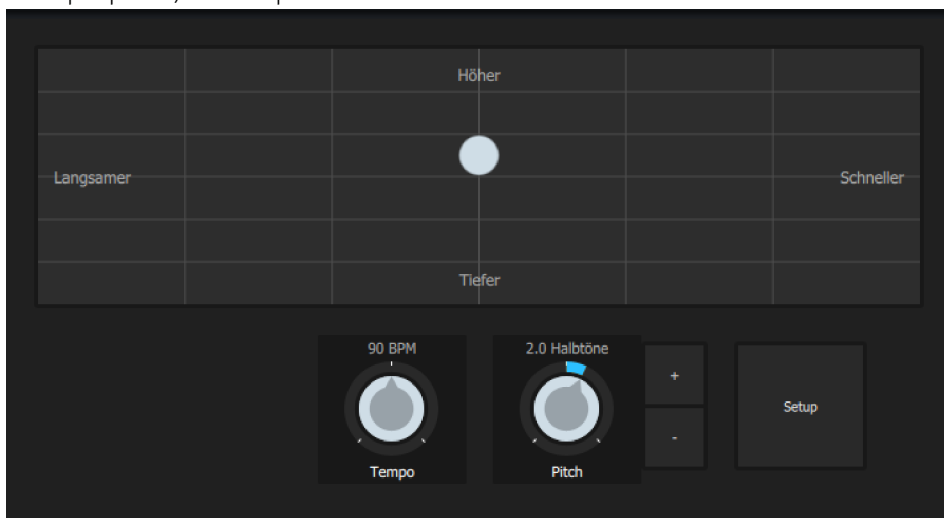 Höher
Langsamer
Schneller
Tiefer
90 BPM
2.0 Halbtöne
+
-
Setup
Tempo
Pitch